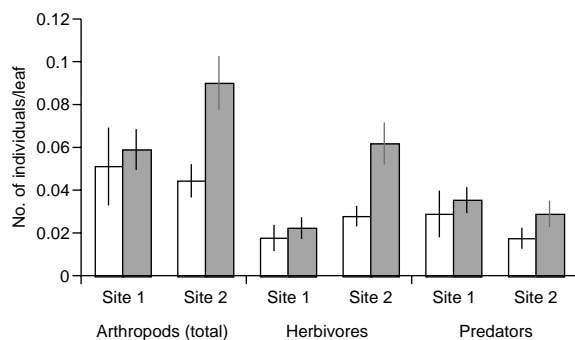 No. of individuals/leaf
0.12
0.1
0.08
0.06
0.04
0.02
0
Site 1 Site 2 Site 1 Site 2 Site 1 Site 2
Arthropods (total) Herbivores Predators